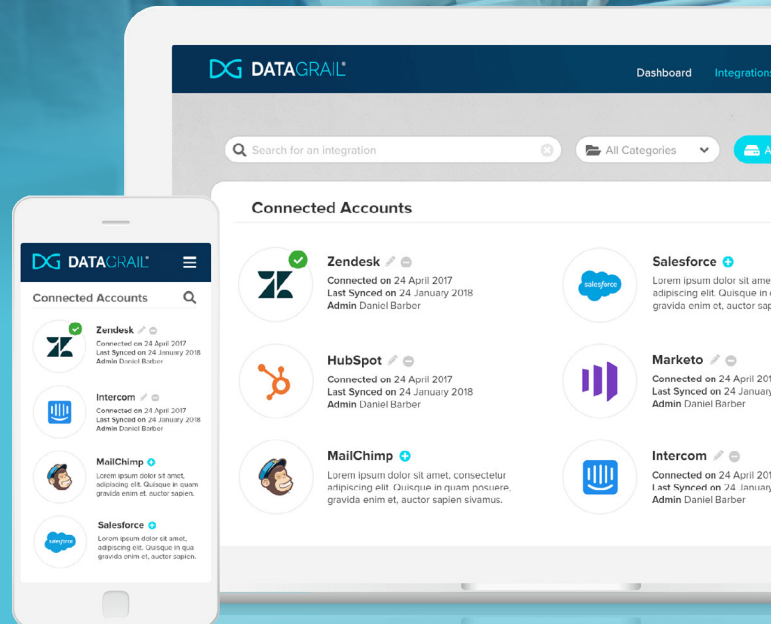 DATAGRAIL®
Dashboard
Search for an integration
All Categories
Connected Accounts
Zendesk
Connected on 24 April 2017
Last Synced on 24 January 2018
Admin Daniel Barber
salesforce
Salesforce
Lorem ipsum dolor sit
adipiscing elit. Quisque in
gravida enim et, auctor
HubSpot
Connected on 24 April 2017
Last Synced on 24 January 2018
Admin Daniel Barber
Marketo
Connected on 24 April
Last Synced on 24
Admin Daniel Barber
MailChimp
Lorem ipsum dolor sit amet, consectetur
adipiscing elit. Quisque in quam posuere,
gravida enim et, auctor sapien sivamus.
Intercom
Connected on 24 April
Last Synced on 24
Admin Daniel Barber
DATAGRAIL®
Connected Accounts
Zendesk
Connected on 24 April 2017
Last Synced on 24 January 2018
Admin Daniel Barber
Intercom
Connected on 24 April 2017
Last Synced on 24 January 2018
Admin Daniel Barber
MailChimp
Lorem ipsum dolor sit amet,
adipiscing elit. Quisque in quam
gravida enim et, auctor sapien.
salesforce
Salesforce
Lorem ipsum dolor sit amet,
adipiscing elit. Quisque in qua
gravida enim et, auctor sapien.